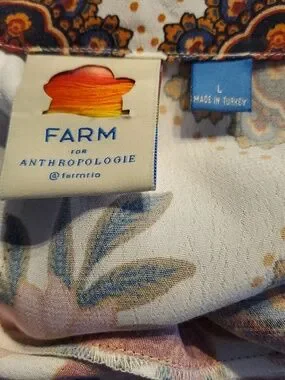 FARM
FOR
ANTHROPOLOGIE
@farmrio
L
MADE IN TURKEY